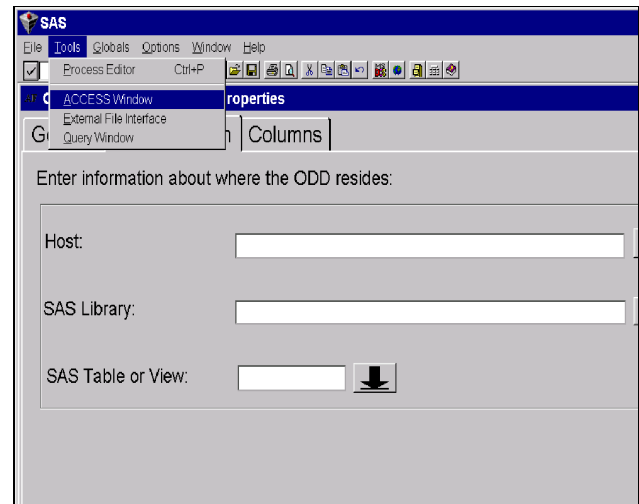 SAS
File Tools Globals Options Window Help
Process Editor Ctrl+P
ACCESS Window
roperties
External File Interface
Query Window
Columns
Enter information about where the ODD resides:
Host:
SAS Library:
SAS Table or View: